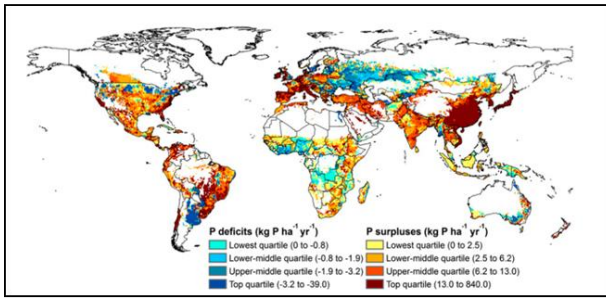 P deficits (kg P ha⁻¹ yr⁻¹)
Lowest quartile (0 to -0.8)
Lower-middle quartile (-0.8 to -1.9)
Upper-middle quartile (-1.9 to -3.2)
Top quartile (-3.2 to -39.0)
P surpluses (kg P ha⁻¹ yr⁻¹)
Lowest quartile (0 to 2.5)
Lower-middle quartile (2.5 to 6.2)
Upper-middle quartile (6.2 to 13.0)
Top quartile (13.0 to 840.0)